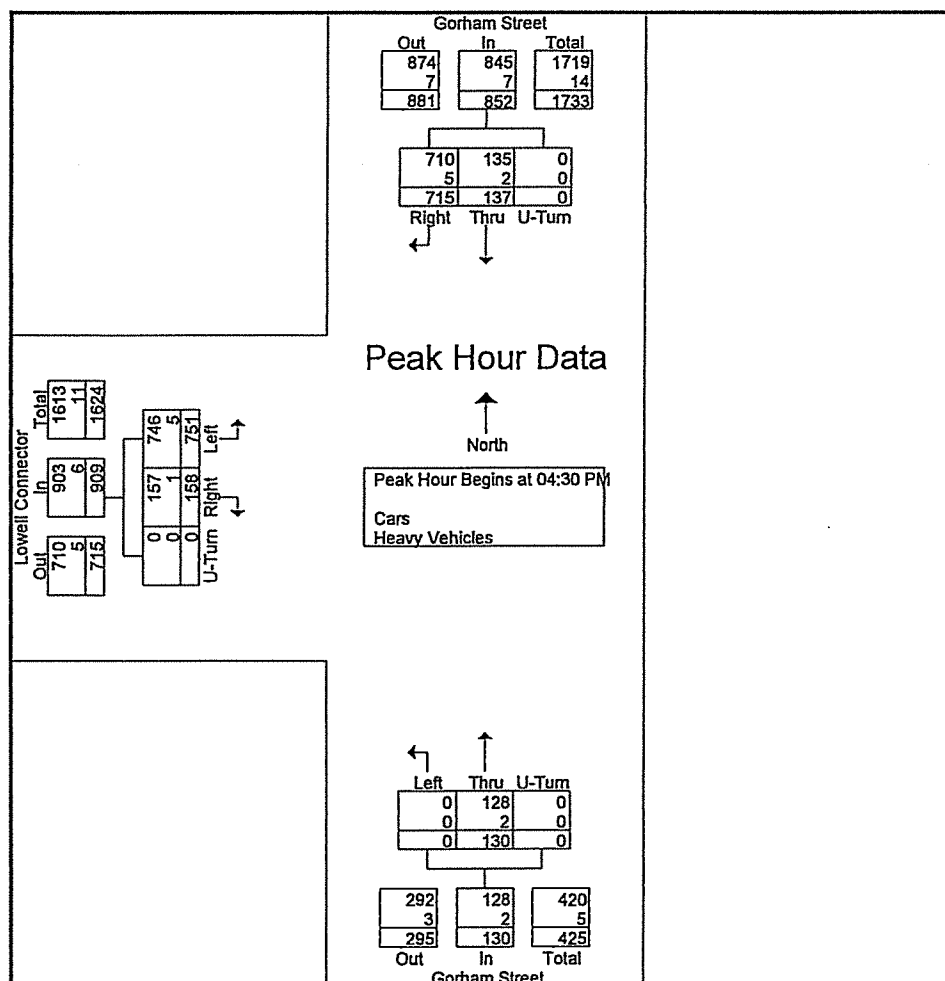 Gorham Street
Out In Total
874 845 1719
7 7 14
881 852 1733
710 135 0
5 2 0
715 137 0
Right Thru U-Turn
Peak Hour Data
North
Peak Hour Begins at 04:30 PM
Cars
Heavy Vehicles
Lowell Connector
Out In Total
710 903 1613
5 6 11
715 909 1624
0 157 746
0 1 5
0 158 751
U-Turn Right Left
Left Thru U-Turn
0 128 0
0 2 0
0 130 0
292 128 420
3 2 5
295 130 425
Out In Total
Gorham Street